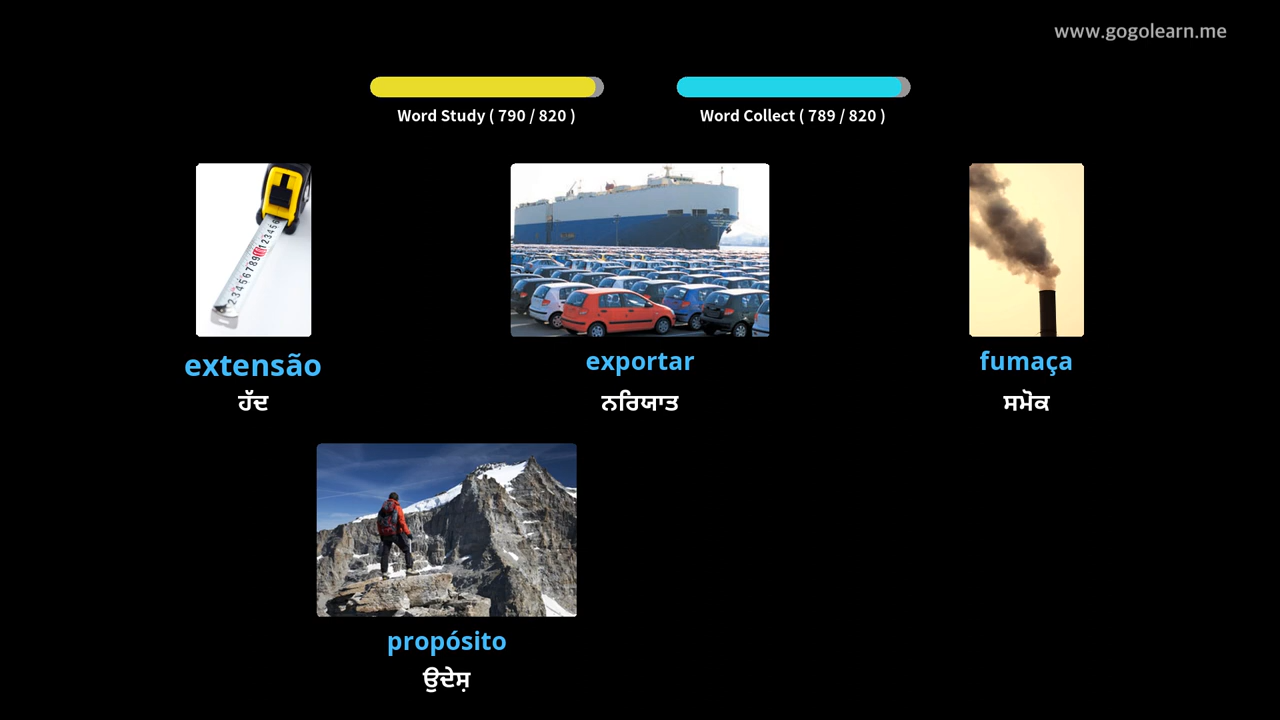 www.gogolearn.me
Word Study ( 790 / 820 )
Word Collect ( 789 / 820 )
extensão
ਹੱਦ
exportar
ਨਰਿਯਾਤ
fumaça
ਸਮੋਕ
propósito
ਉਦੇਸ਼